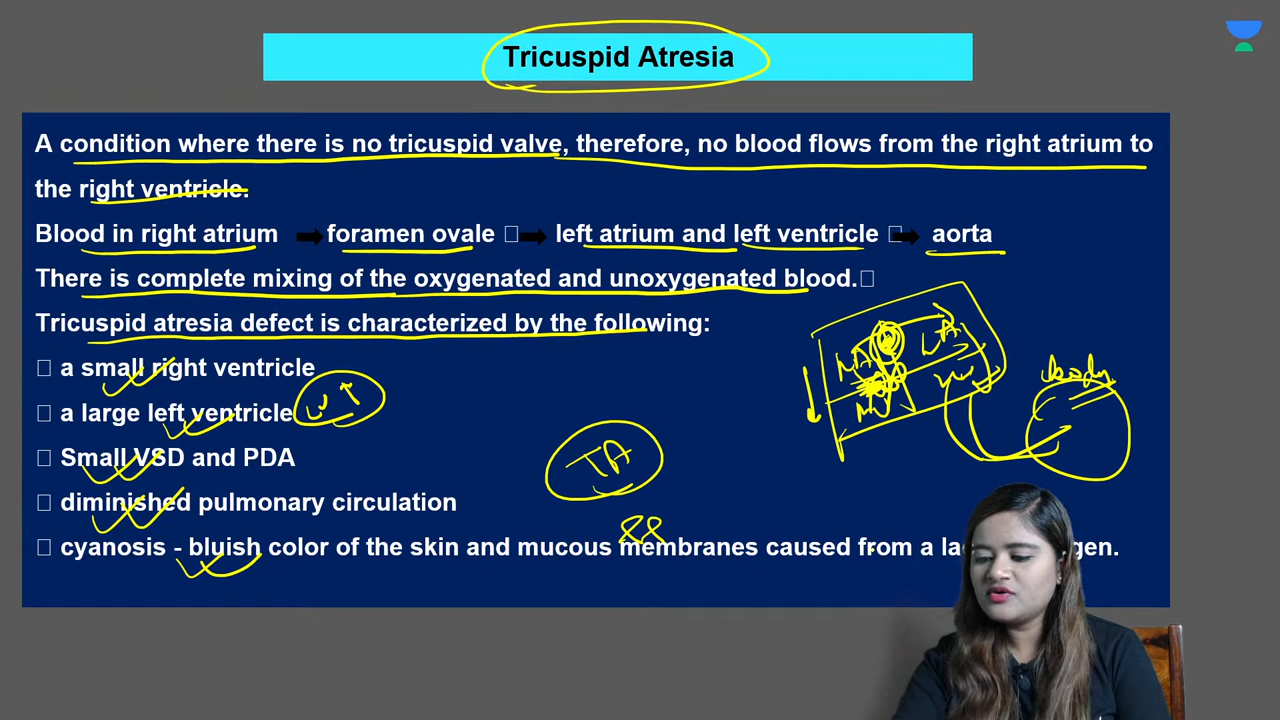 Tricuspid Atresia
A condition where there is no tricuspid valve, therefore, no blood flows from the right atrium to
the right ventricle.
Blood in right atrium foramen ovale left atrium and left ventricle aorta
There is complete mixing of the oxygenated and unoxygenated blood.
Tricuspid atresia defect is characterized by the following:
a small right ventricle
a large left ventricle
LV ↑
Small VSD and PDA
diminished pulmonary circulation
cyanosis - bluish color of the skin and mucous membranes caused from a
gen.
TA
LA
body